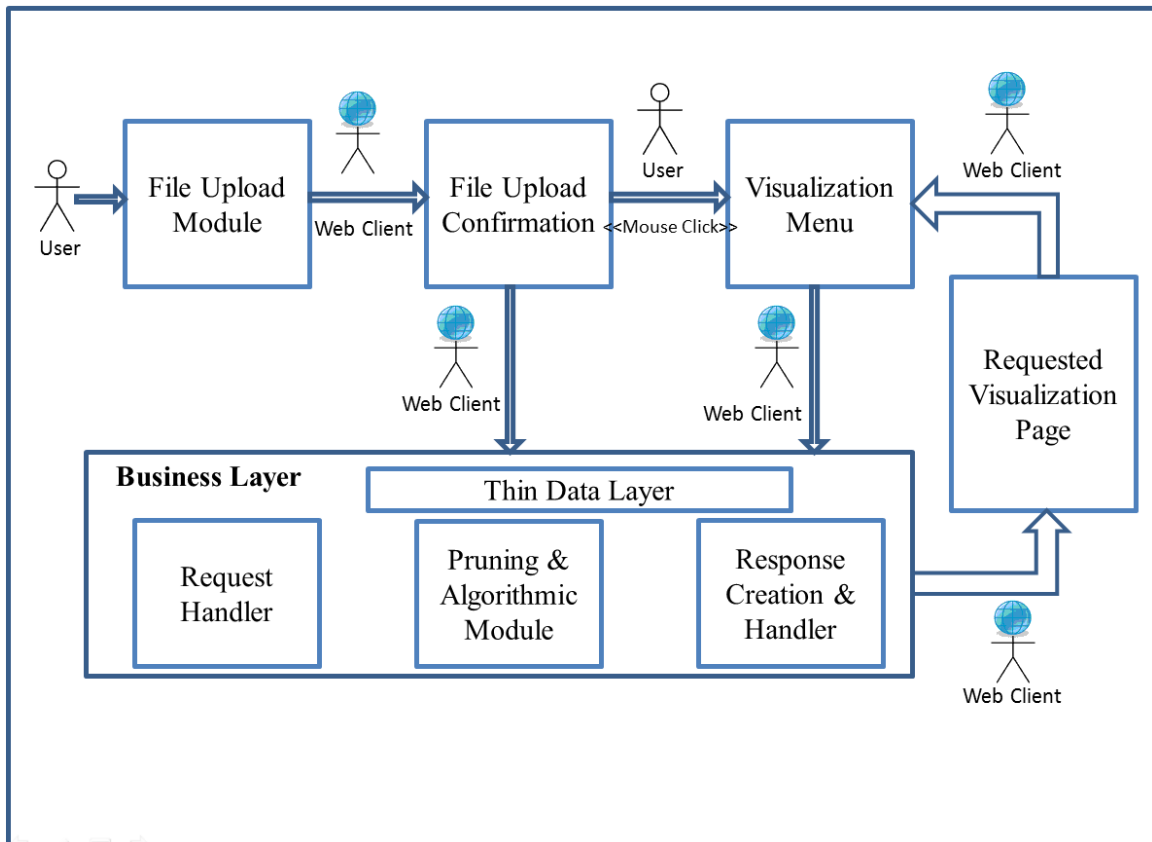 User
File Upload
Module
Web Client
File Upload
Confirmation
User
<<Mouse Click>>
Visualization
Menu
Web Client
Web Client
Web Client
Requested
Visualization
Page
Business Layer
Thin Data Layer
Request
Handler
Pruning &
Algorithmic
Module
Response
Creation &
Handler
Web Client